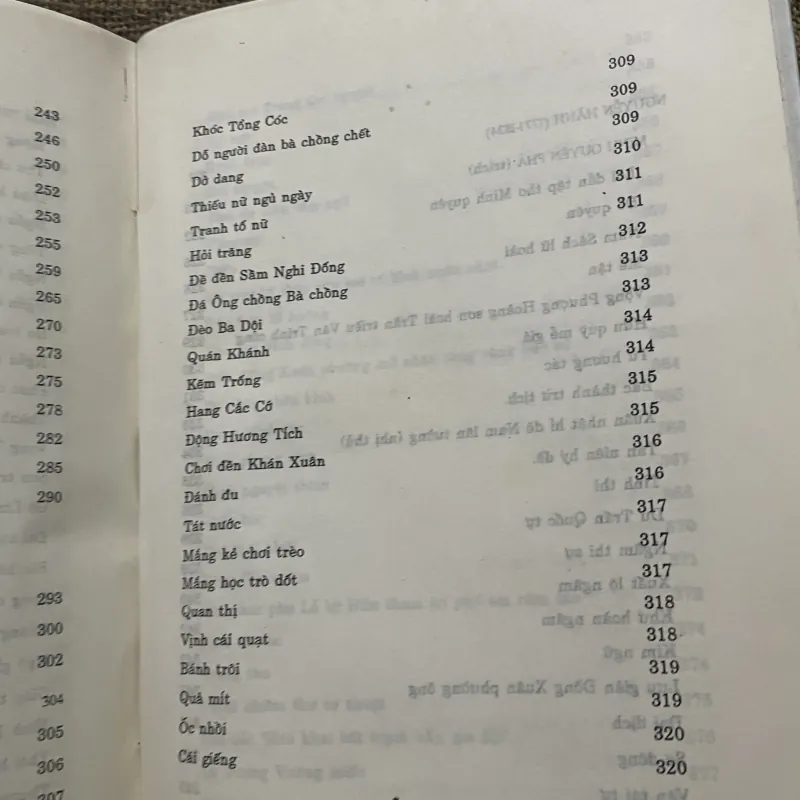 243
246
250
252
253
255
259
265
270
273
275
278
282
285
290
293
300
302
304
305
306
307
Khóc Tổng Cóc 309
Dỗ người đàn bà chồng chết 309
Dở dang 309
Thiếu nữ ngủ ngày 310
Tranh tố nữ 311
Hỏi trăng 311
Đề đền Sầm Nghi Đống 312
Đá Ông chồng Bà chồng 313
Đèo Ba Dội 313
Quán Khánh 314
Kẽm Trống 314
Hang Cắc Cớ 315
Động Hương Tích 315
Chơi đền Khán Xuân 316
Đánh đu 316
Tát nước 317
Mắng kẻ chơi trèo 317
Mắng học trò dốt 317
Quan thị 318
Vịnh cái quạt 318
Bánh trôi 319
Quả mít 319
Ốc nhồi 320
Cái giếng 320